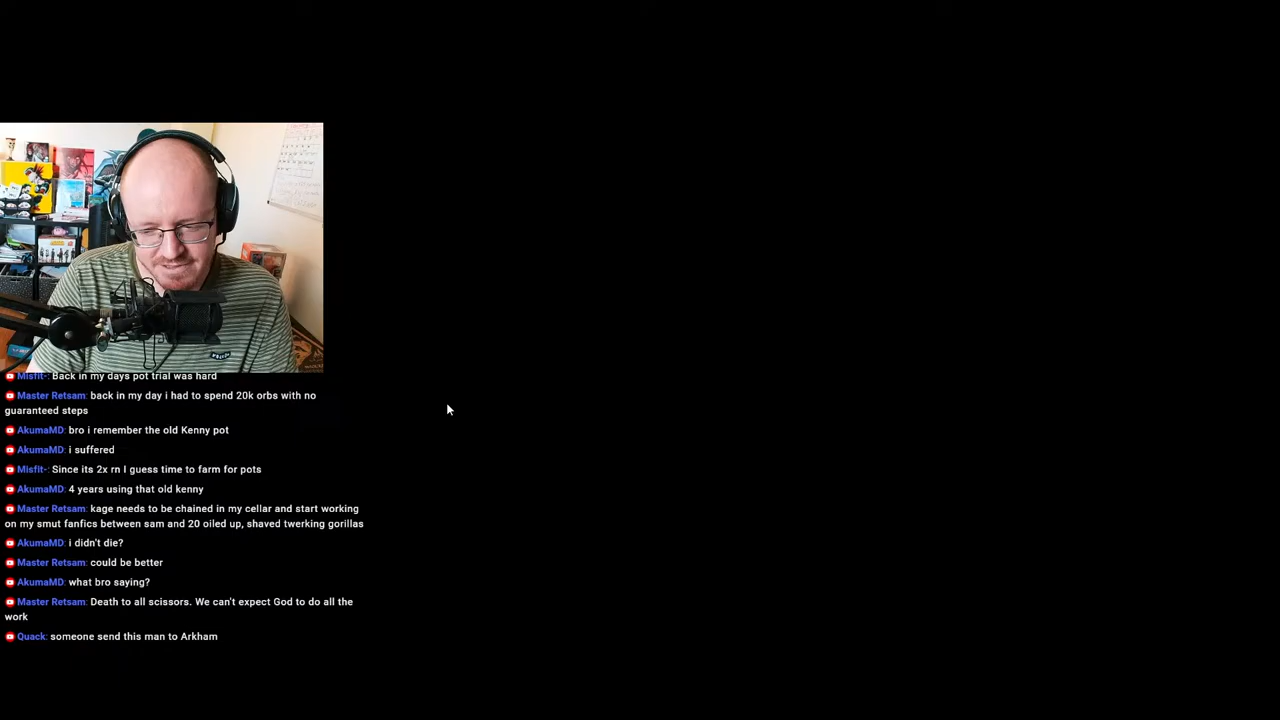 Misfit-: Back in my days pot trial was hard
Master Retsam: back in my day i had to spend 20k orbs with no
guaranteed steps
AkumaMD: bro i remember the old Kenny pot
AkumaMD: i suffered
Misfit-: Since its 2x rn I guess time to farm for pots
AkumaMD: 4 years using that old kenny
Master Retsam: kage needs to be chained in my cellar and start working
on my smut fanfics between sam and 20 oiled up, shaved twerking gorillas
AkumaMD: i didn't die?
Master Retsam: could be better
AkumaMD: what bro saying?
Master Retsam: Death to all scissors. We can't expect God to do all the
work
Quack: someone send this man to Arkham